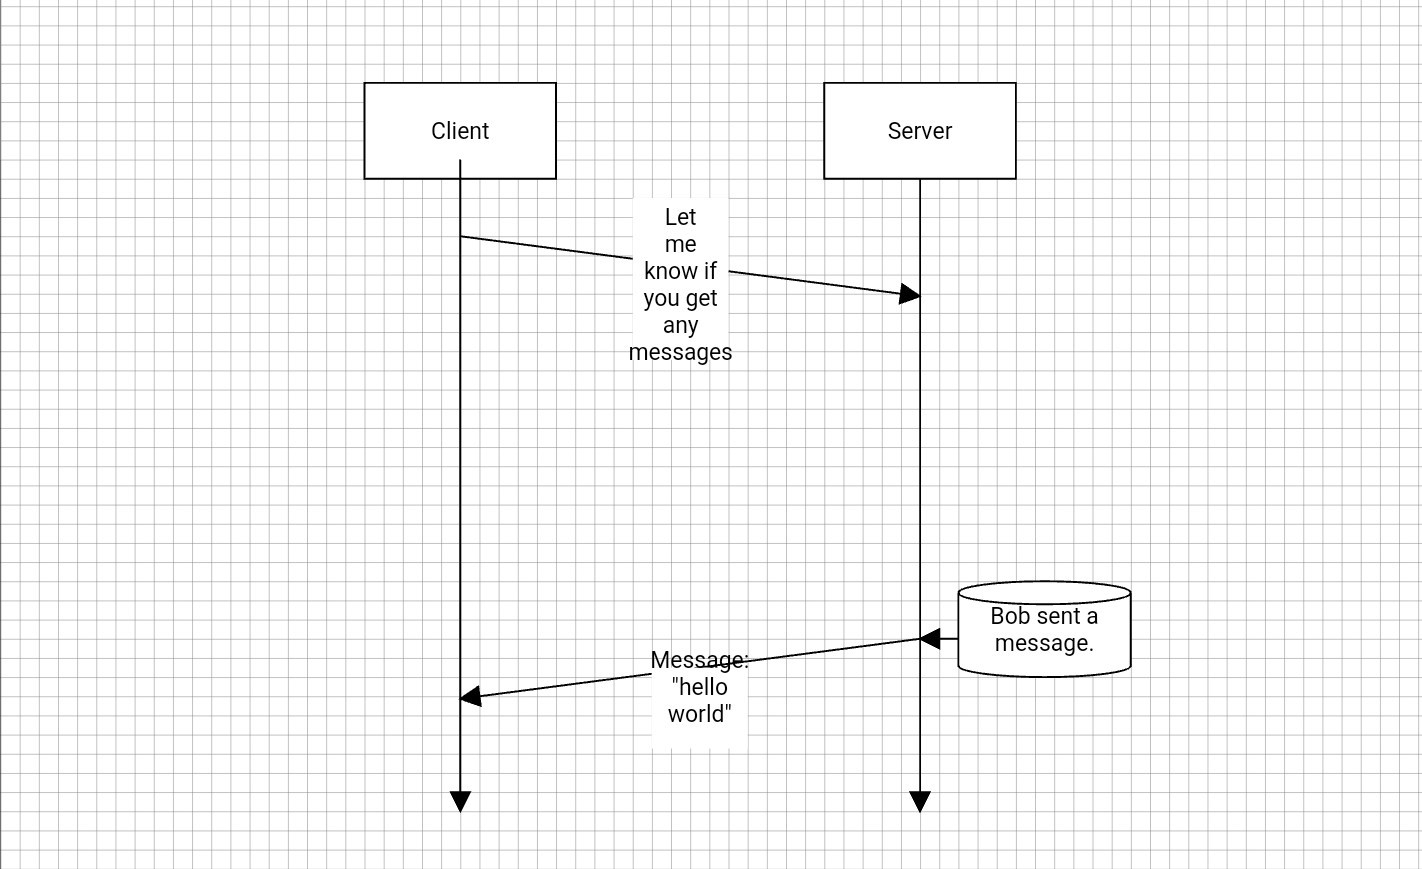 Client
Server
Let
me
know if
you get
any
messages
Bob sent a
message.
Message:
"hello
world"